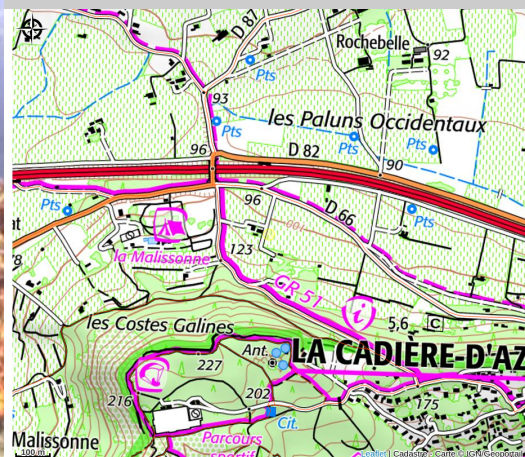 D 87
Rochebelle
92
Pts
93
les Paluns Occidentaux
Pts
Pts
Pts
96
D 82
90
Pts
96
D 66
Pts
123
la Malissonne
GR 51
les Costes Galines
5,6
C
i
Ant.
LA CADIÈRE-D'AZ
227
202
216
Cit.
175
Malissonne
Parcours
sportif
100 m
Leaflet | Cadastre - Carte © IGN/Geoportail